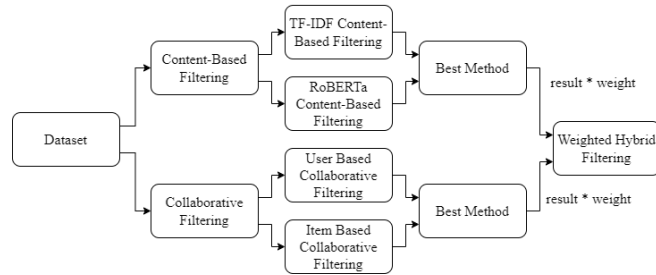 TF-IDF Content-
Based Filtering
Content-Based
Filtering
Best Method
RoBERTa
Content-Based
Filtering
result * weight
Dataset
Weighted Hybrid
Filtering
User Based
Collaborative
Filtering
Collaborative
Filtering
Best Method
result * weight
Item Based
Collaborative
Filtering